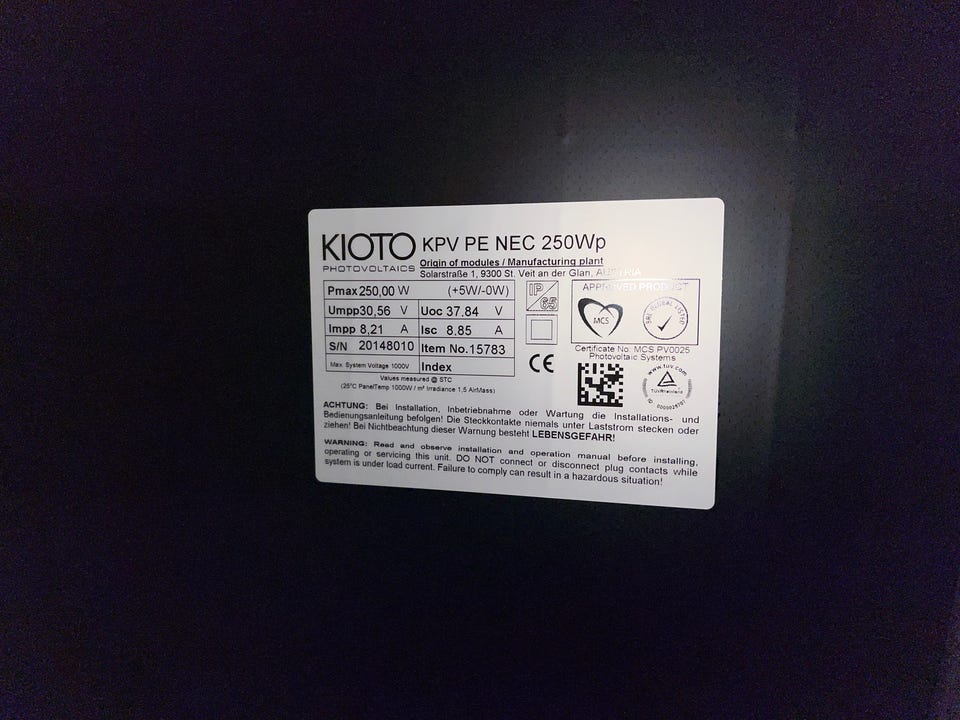 KIOTO
PHOTOVOLTAICS
KPV PE NEC 250Wp
Origin of modules / Manufacturing plant
Solarstraße 1, 9300 St. Veit an der Glan, AUSTRIA
Pmax 250,00 W (+5W/-0W)
Umpp 30,56 V Uoc 37,84 V
Impp 8,21 A Isc 8,85 A
S/N 20148010 Item No. 15783
Max. System Voltage 1000V Index
Values measured @ STC
(25°C PanelTemp 1000W / m² Irradiance 1,5 AirMass)
IP
65
CE
APPROVED PRODUCT
MCS
Certificate No. MCS PV0025
Photovoltaic Systems
www.tuv.com
TÜVRheinland
ACHTUNG: Bei Installation, Inbetriebnahme oder Wartung die Installations- und
Bedienungsanleitung befolgen! Die Steckkontakte niemals unter Laststrom stecken oder
ziehen! Bei Nichtbeachtung dieser Warnung besteht LEBENSGEFAHR!
WARNING: Read and observe installation and operation manual before installing,
operating or servicing this unit. DO NOT connect or disconnect plug contacts while
system is under load current. Failure to comply can result in a hazardous situation!